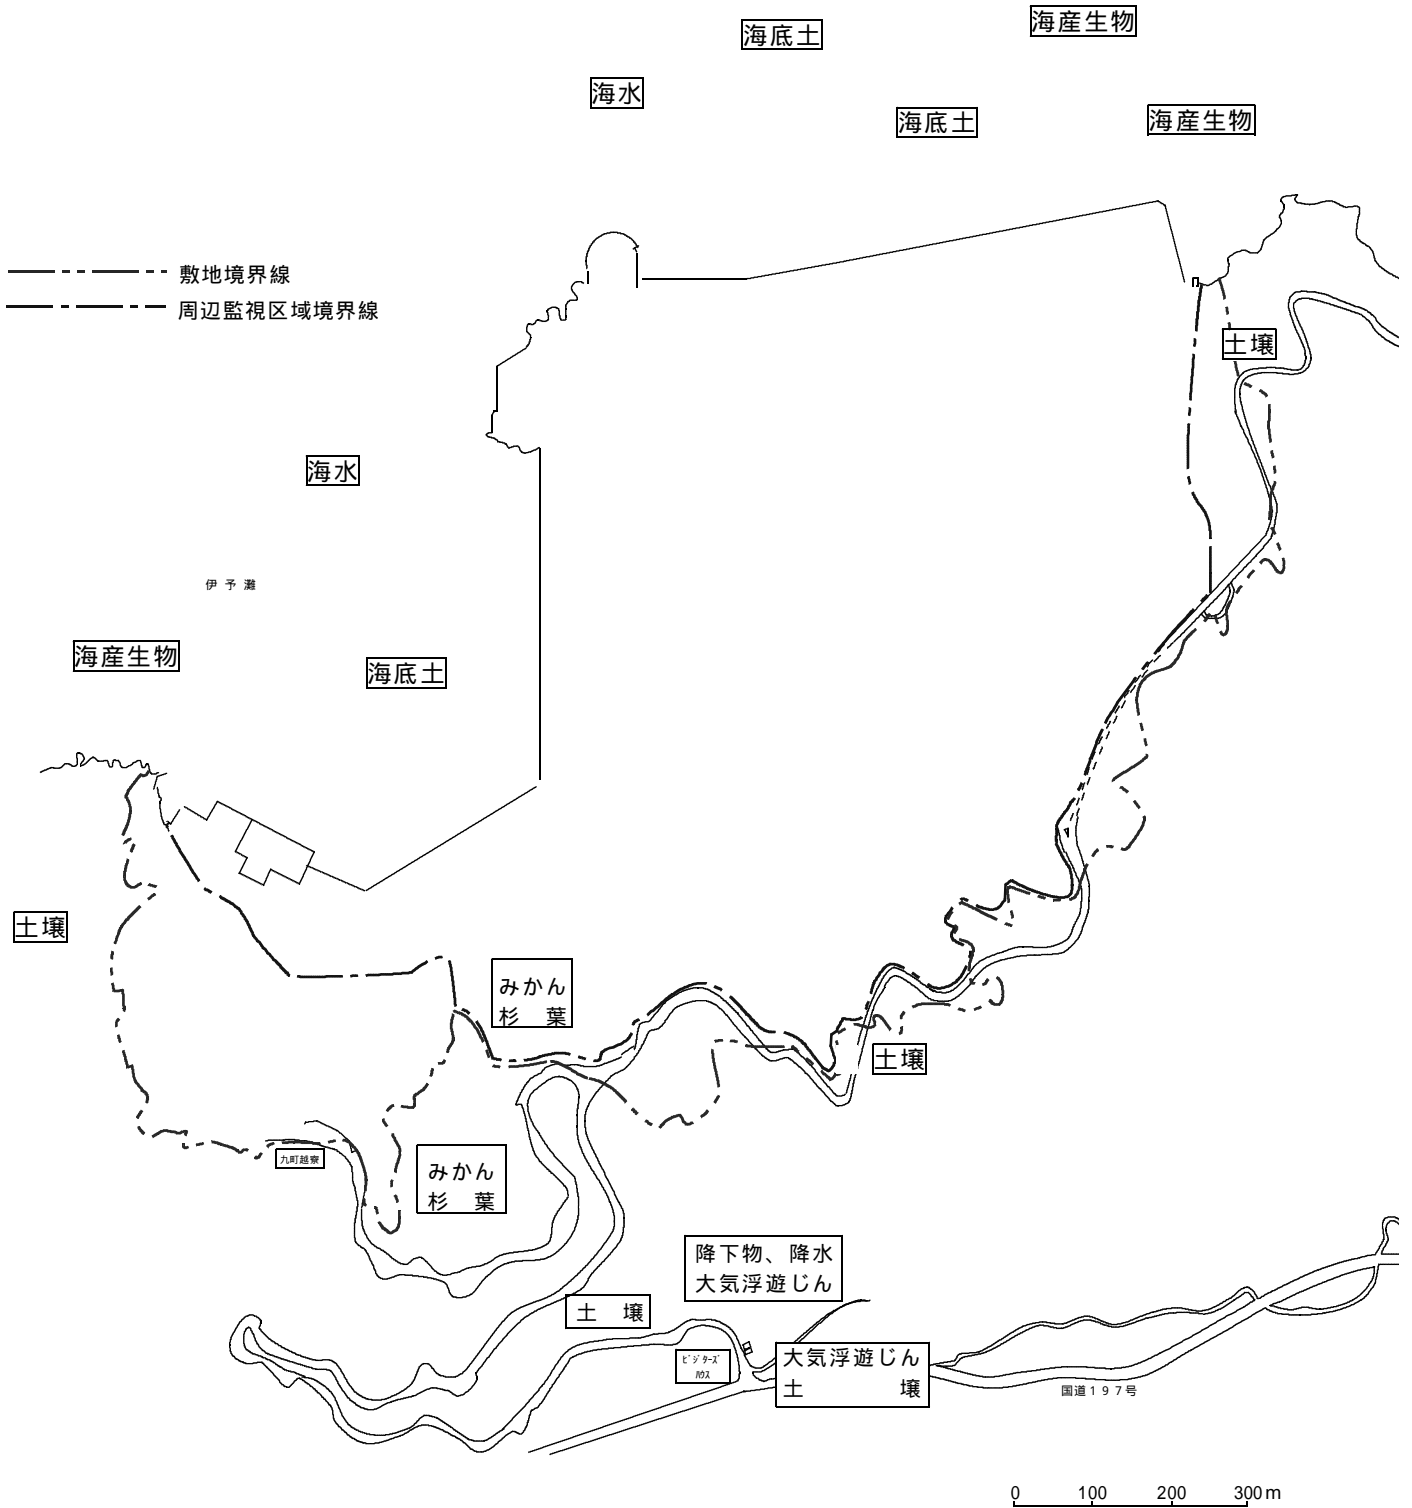 海産生物
海底土
海水
海産生物
海底土
敷地境界線
周辺監視区域境界線
土壌
海水
伊予灘
海産生物
海底土
土壌
みかん
杉　葉
土壌
九町越寮
みかん
杉　葉
降下物、降水
大気浮遊じん
土　壌
ビジターズ
ハウス
大気浮遊じん
土　壌
国道１９７号
0 100 200 300m